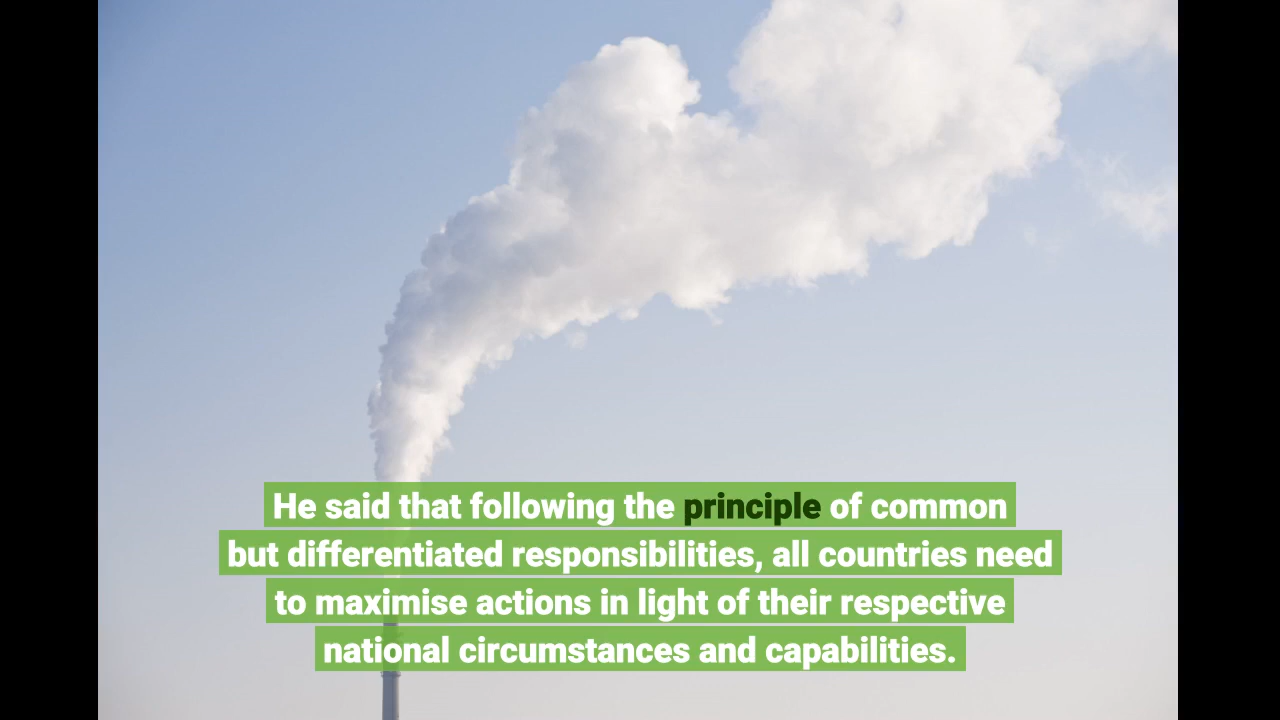 He said that following the principle of common
but differentiated responsibilities, all countries need
to maximise actions in light of their respective
national circumstances and capabilities.